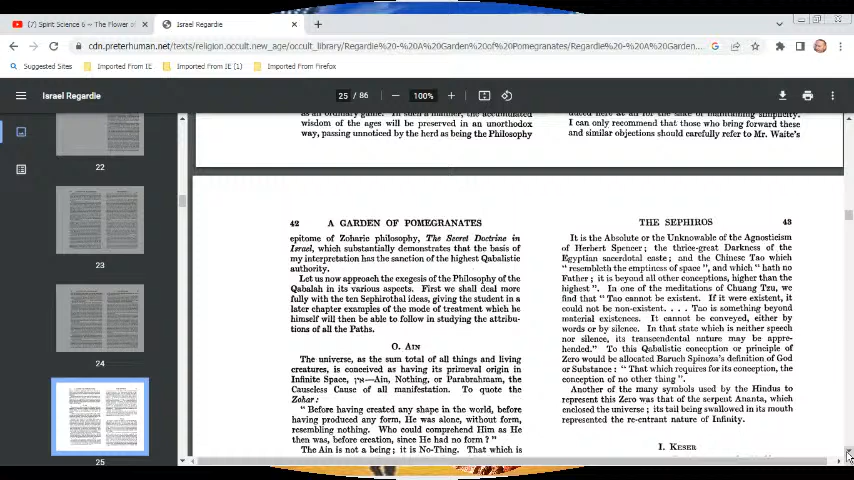 (7) Spirit Science 6 ~ The Flower of
Israel Regardie
cdn.preterhuman.net/texts/religion.occult.new_age/occult_library/Regardie%20-%20A%20Garden%20of%20Pomegranates/Regardie%20-%20A%20Garden...
Suggested Sites
Imported From IE
Imported From IE (1)
Imported From Firefox
Israel Regardie
25 / 86
100%
22
23
24
25
as an ordinary game. In such a manner, the accumulated
wisdom of the ages will be preserved in an unorthodox
way, passing unnoticed by the herd as being the Philosophy
duced here at all for the sake of maintaining simplicity.
I can only recommend that those who bring forward these
and similar objections should carefully refer to Mr. Waite's
42 A GARDEN OF POMEGRANATES
epitome of Zoharic philosophy, The Secret Doctrine in
Israel, which substantially demonstrates that the basis of
my interpretation has the sanction of the highest Qabalistic
authority.
Let us now approach the exegesis of the Philosophy of the
Qabalah in its various aspects. First we shall deal more
fully with the ten Sephirothal ideas, giving the student in a
later chapter examples of the mode of treatment which he
himself will then be able to follow in studying the attribu-
tions of all the Paths.
O. AIN
The universe, as the sum total of all things and living
creatures, is conceived as having its primeval origin in
Infinite Space, אין—Ain, Nothing, or Parabrahmam, the
Causeless Cause of all manifestation. To quote the
Zohar:
" Before having created any shape in the world, before
having produced any form, He was alone, without form,
resembling nothing. Who could comprehend Him as He
then was, before creation, since He had no form ? "
The Ain is not a being ; it is No-Thing. That which is
THE SEPHIROS 43
It is the Absolute or the Unknowable of the Agnosticism
of Herbert Spencer ; the thrice-great Darkness of the
Egyptian sacerdotal caste ; and the Chinese Tao which
" resembleth the emptiness of space ", and which " hath no
Father ; it is beyond all other conceptions, higher than the
highest ". In one of the meditations of Chuang Tzu, we
find that " Tao cannot be existent. If it were existent, it
could not be non-existent. . . . Tao is something beyond
material existences. It cannot be conveyed, either by
words or by silence. In that state which is neither speech
nor silence, its transcendental nature may be appre-
hended." To this Qabalistic conception or principle of
Zero would be allocated Baruch Spinoza's definition of God
or Substance : " That which requires for its conception, the
conception of no other thing ".
Another of the many symbols used by the Hindus to
represent this Zero was that of the serpent Ananta, which
enclosed the universe ; its tail being swallowed in its mouth
represented the re-entrant nature of Infinity.
I. KESER